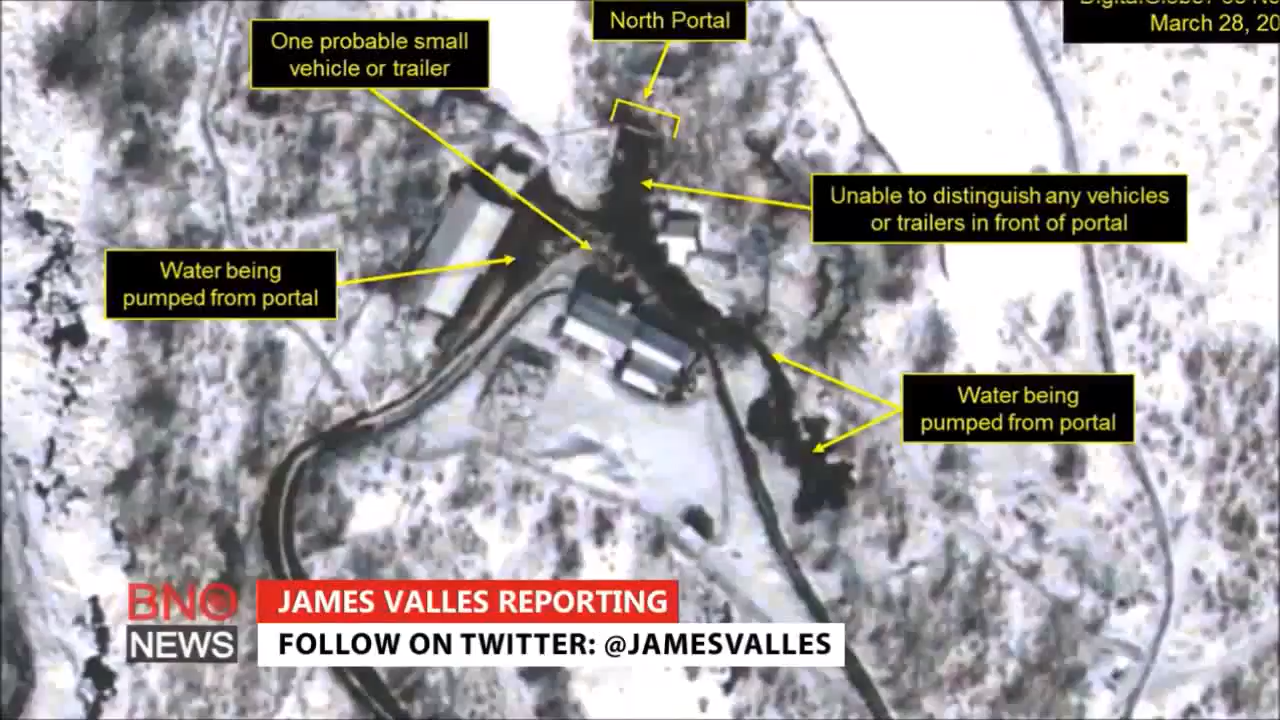 March 28, 20
North Portal
One probable small
vehicle or trailer
Unable to distinguish any vehicles
or trailers in front of portal
Water being
pumped from portal
Water being
pumped from portal
BNO
NEWS
JAMES VALLES REPORTING
FOLLOW ON TWITTER: @JAMESVALLES